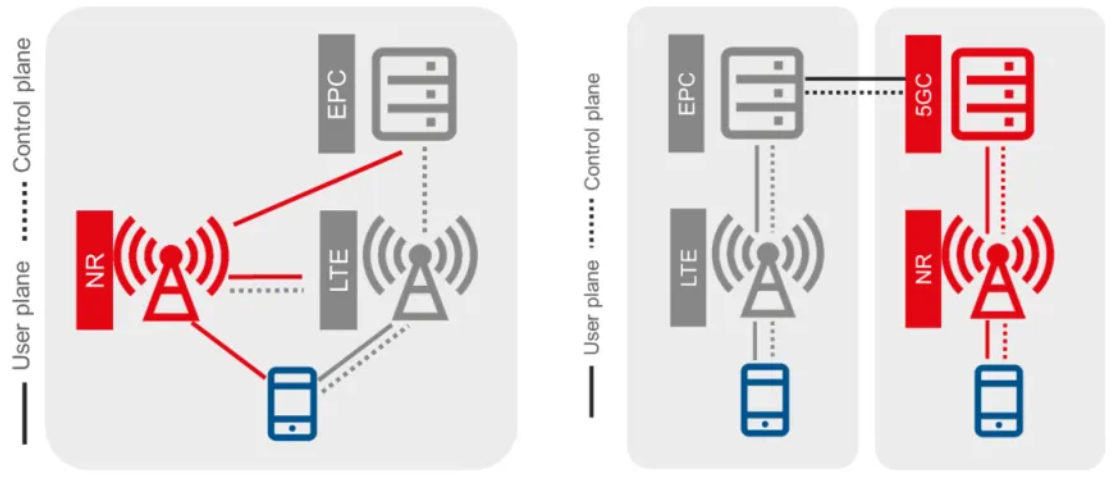 Control plane
User plane
EPC
NR
LTE
Control plane
User plane
EPC
5GC
LTE
NR